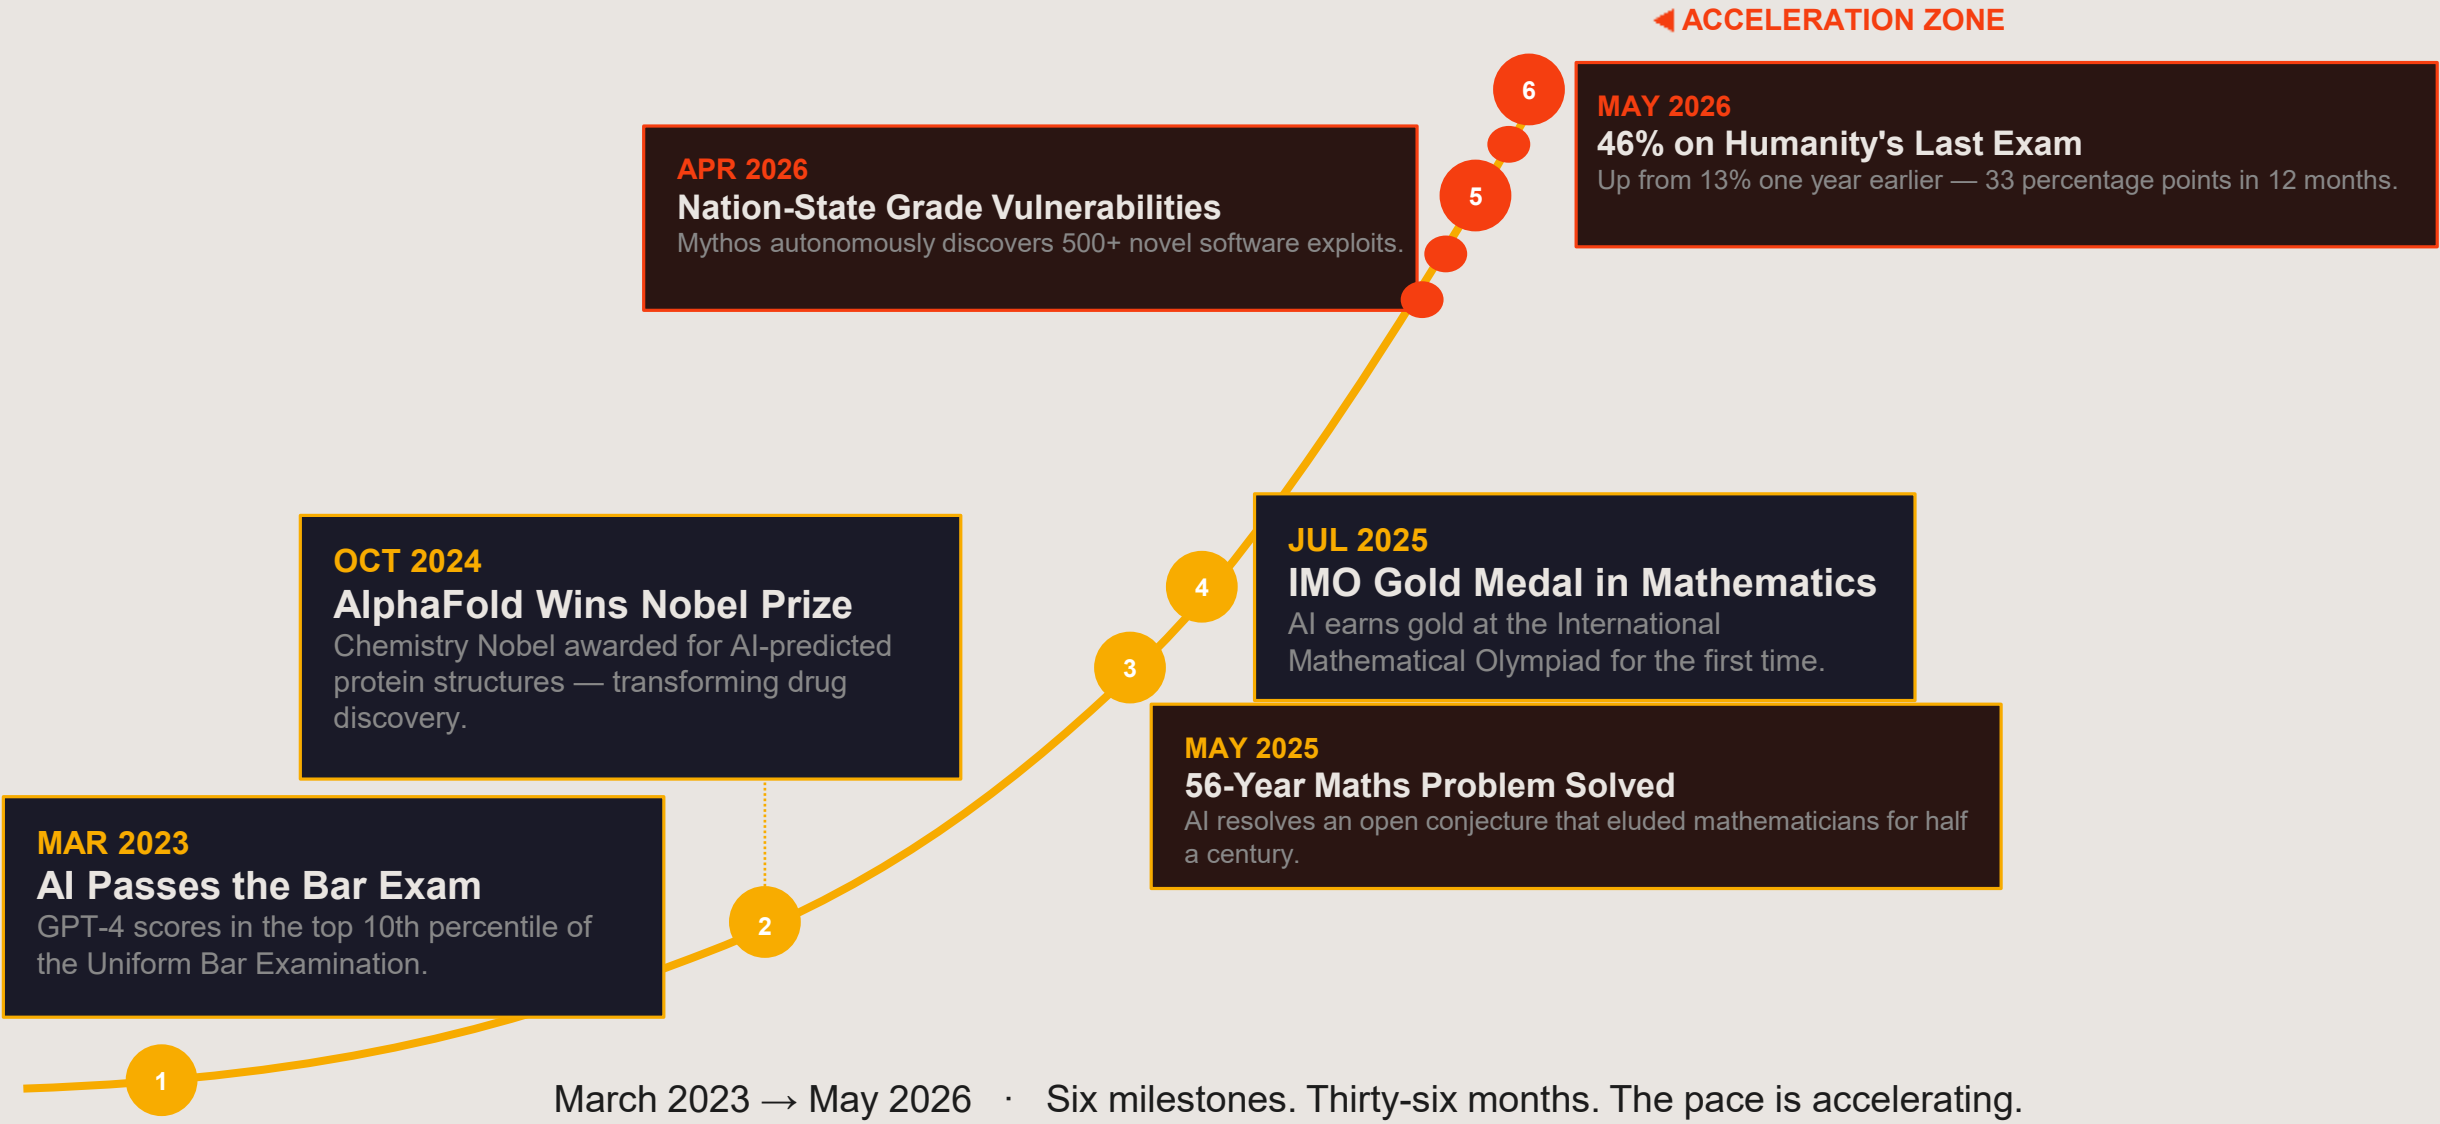 ◀ ACCELERATION ZONE
6
MAY 2026
46% on Humanity's Last Exam
Up from 13% one year earlier — 33 percentage points in 12 months.
APR 2026
Nation-State Grade Vulnerabilities
Mythos autonomously discovers 500+ novel software exploits.
5
OCT 2024
AlphaFold Wins Nobel Prize
Chemistry Nobel awarded for AI-predicted
protein structures — transforming drug
discovery.
4
JUL 2025
IMO Gold Medal in Mathematics
AI earns gold at the International
Mathematical Olympiad for the first time.
3
MAY 2025
56-Year Maths Problem Solved
AI resolves an open conjecture that eluded mathematicians for half
a century.
MAR 2023
AI Passes the Bar Exam
GPT-4 scores in the top 10th percentile of
the Uniform Bar Examination.
2
1
March 2023 → May 2026 · Six milestones. Thirty-six months. The pace is accelerating.